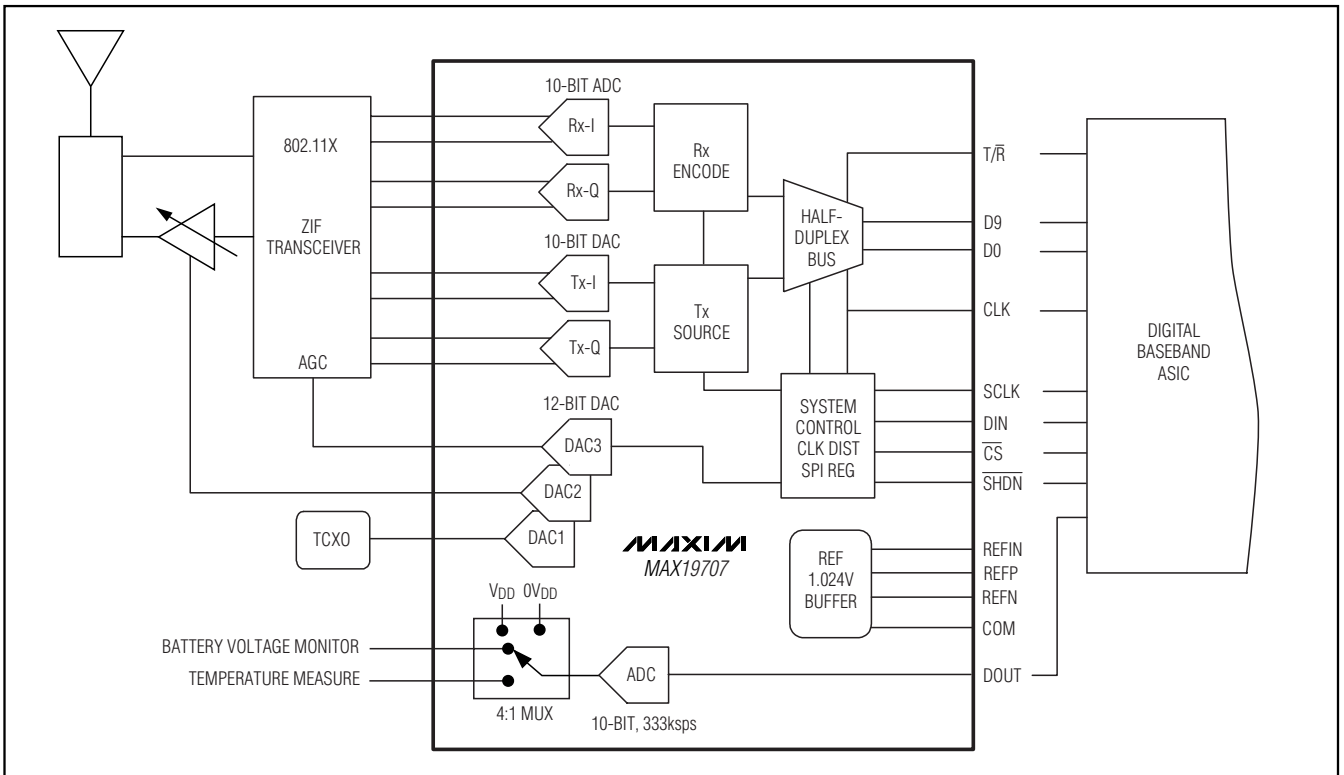 10-BIT ADC
Rx-I
Rx-Q
802.11X
ZIF
TRANSCEIVER
AGC
10-BIT DAC
Tx-I
Tx-Q
Rx
ENCODE
Tx
SOURCE
HALF-
DUPLEX
BUS
T/R̅
D9
D0
CLK
SCLK
DIN
C̅S̅
S̅H̅D̅N̅
DIGITAL
BASEBAND
ASIC
12-BIT DAC
DAC3
DAC2
DAC1
TCXO
SYSTEM
CONTROL
CLK DIST
SPI REG
MAXIM
MAX19707
REF
1.024V
BUFFER
REFIN
REFP
REFN
COM
VDD 0VDD
BATTERY VOLTAGE MONITOR
TEMPERATURE MEASURE
4:1 MUX
ADC
10-BIT, 333ksps
DOUT